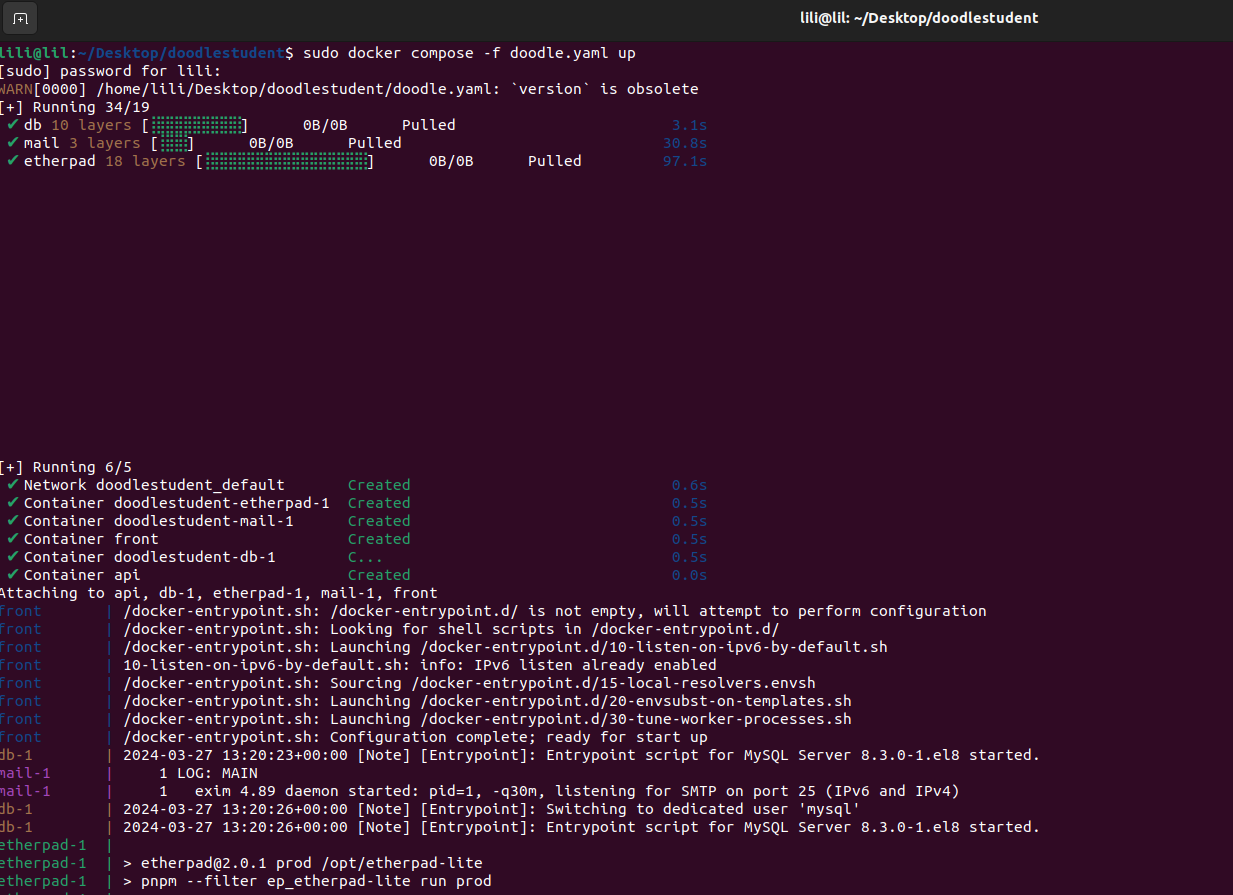 lili@lil: ~/Desktop/doodlestudent
lili@lil:~/Desktop/doodlestudent$ sudo docker compose -f doodle.yaml up
[sudo] password for lili:
WARN[0000] /home/lili/Desktop/doodlestudent/doodle.yaml: `version` is obsolete
[+] Running 34/19
✔ db 10 layers [⣿⣿⣿⣿⣿⣿⣿⣿⣿⣿] 0B/0B Pulled 3.1s
✔ mail 3 layers [⣿⣿⣿] 0B/0B Pulled 30.8s
✔ etherpad 18 layers [⣿⣿⣿⣿⣿⣿⣿⣿⣿⣿⣿⣿⣿⣿⣿⣿⣿⣿] 0B/0B Pulled 97.1s
[+] Running 6/5
✔ Network doodlestudent_default Created 0.6s
✔ Container doodlestudent-etherpad-1 Created 0.5s
✔ Container doodlestudent-mail-1 Created 0.5s
✔ Container front Created 0.5s
✔ Container doodlestudent-db-1 C... 0.5s
✔ Container api Created 0.0s
Attaching to api, db-1, etherpad-1, mail-1, front
front | /docker-entrypoint.sh: /docker-entrypoint.d/ is not empty, will attempt to perform configuration
front | /docker-entrypoint.sh: Looking for shell scripts in /docker-entrypoint.d/
front | /docker-entrypoint.sh: Launching /docker-entrypoint.d/10-listen-on-ipv6-by-default.sh
front | 10-listen-on-ipv6-by-default.sh: info: IPv6 listen already enabled
front | /docker-entrypoint.sh: Sourcing /docker-entrypoint.d/15-local-resolvers.envsh
front | /docker-entrypoint.sh: Launching /docker-entrypoint.d/20-envsubst-on-templates.sh
front | /docker-entrypoint.sh: Launching /docker-entrypoint.d/30-tune-worker-processes.sh
front | /docker-entrypoint.sh: Configuration complete; ready for start up
db-1 | 2024-03-27 13:20:23+00:00 [Note] [Entrypoint]: Entrypoint script for MySQL Server 8.3.0-1.el8 started.
mail-1 | 1 LOG: MAIN
mail-1 | 1 exim 4.89 daemon started: pid=1, -q30m, listening for SMTP on port 25 (IPv6 and IPv4)
db-1 | 2024-03-27 13:20:26+00:00 [Note] [Entrypoint]: Switching to dedicated user 'mysql'
db-1 | 2024-03-27 13:20:26+00:00 [Note] [Entrypoint]: Entrypoint script for MySQL Server 8.3.0-1.el8 started.
etherpad-1 |
etherpad-1 | > etherpad@2.0.1 prod /opt/etherpad-lite
etherpad-1 | > pnpm --filter ep_etherpad-lite run prod